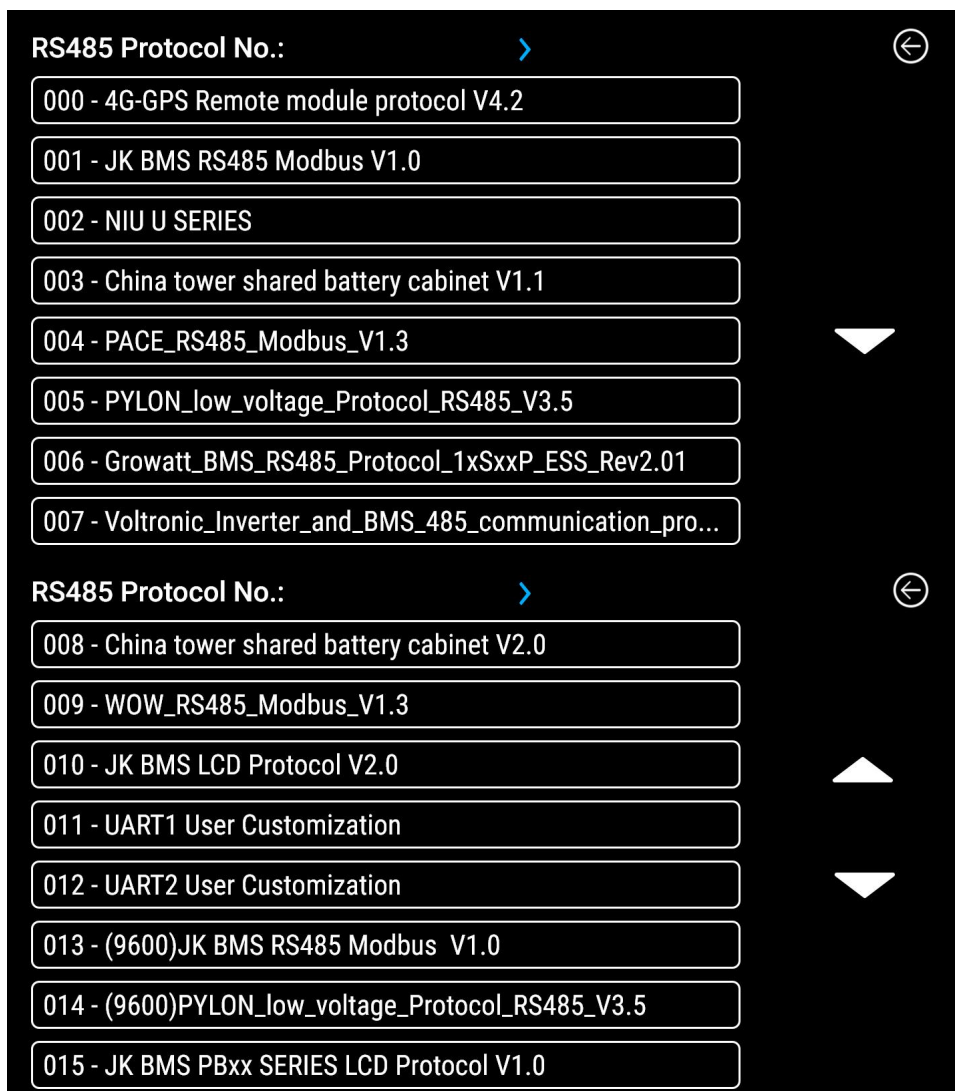 RS485 Protocol No.:
000 - 4G-GPS Remote module protocol V4.2
001 - JK BMS RS485 Modbus V1.0
002 - NIU U SERIES
003 - China tower shared battery cabinet V1.1
004 - PACE_RS485_Modbus_V1.3
005 - PYLON_low_voltage_Protocol_RS485_V3.5
006 - Growatt_BMS_RS485_Protocol_1xSxxP_ESS_Rev2.01
007 - Voltronic_Inverter_and_BMS_485_communication_pro...
RS485 Protocol No.:
008 - China tower shared battery cabinet V2.0
009 - WOW_RS485_Modbus_V1.3
010 - JK BMS LCD Protocol V2.0
011 - UART1 User Customization
012 - UART2 User Customization
013 - (9600)JK BMS RS485 Modbus  V1.0
014 - (9600)PYLON_low_voltage_Protocol_RS485_V3.5
015 - JK BMS PBxx SERIES LCD Protocol V1.0